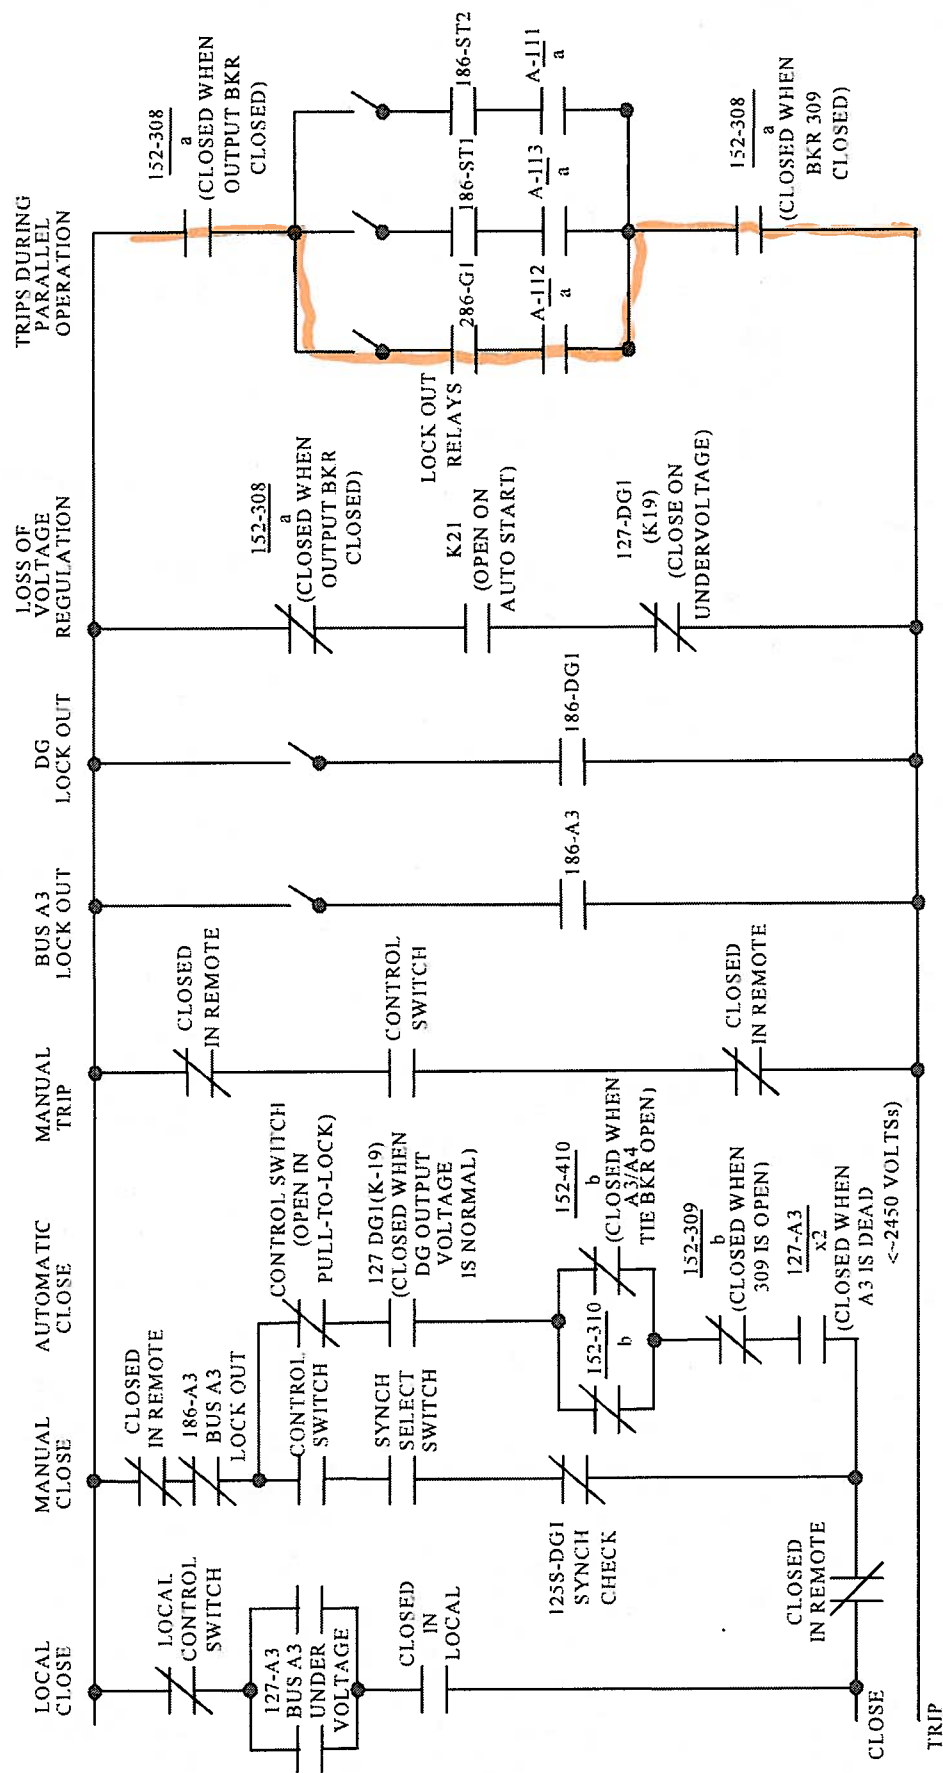 LOCAL
CLOSE
MANUAL
CLOSE
AUTOMATIC
CLOSE
MANUAL
TRIP
BUS A3
LOCK OUT
DG
LOCK OUT
LOSS OF
VOLTAGE
REGULATION
TRIPS DURING
PARALLEL
OPERATION
LOCAL
CONTROL
SWITCH
127-A3
BUS A3
UNDER
VOLTAGE
CLOSED
IN
LOCAL
CLOSED
IN REMOTE
186-A3
BUS A3
LOCK OUT
CONTROL
SWITCH
SYNCH
SELECT
SWITCH
125S-DG1
SYNCH
CHECK
CLOSED
IN REMOTE
CONTROL SWITCH
(OPEN IN
PULL-TO-LOCK)
127 DG1(K-19)
(CLOSED WHEN
DG OUTPUT
VOLTAGE
IS NORMAL)
152-310
b
152-410
b
(CLOSED WHEN
A3/A4
TIE BKR OPEN)
152-309
b
(CLOSED WHEN
309 IS OPEN)
127-A3
x2
(CLOSED WHEN
A3 IS DEAD
<~2450 VOLTSs)
CLOSED
IN REMOTE
CONTROL
SWITCH
CLOSED
IN REMOTE
186-A3
186-DG1
152-308
a
(CLOSED WHEN
OUTPUT BKR
CLOSED)
K21
(OPEN ON
AUTO START)
127-DG1
(K19)
(CLOSE ON
UNDERVOLTAGE)
152-308
a
(CLOSED WHEN
OUTPUT BKR
CLOSED)
LOCK OUT
RELAYS
286-G1
186-ST1
186-ST2
A-112
a
A-113
a
A-111
a
152-308
a
(CLOSED WHEN
BKR 309
CLOSED)
CLOSE
TRIP